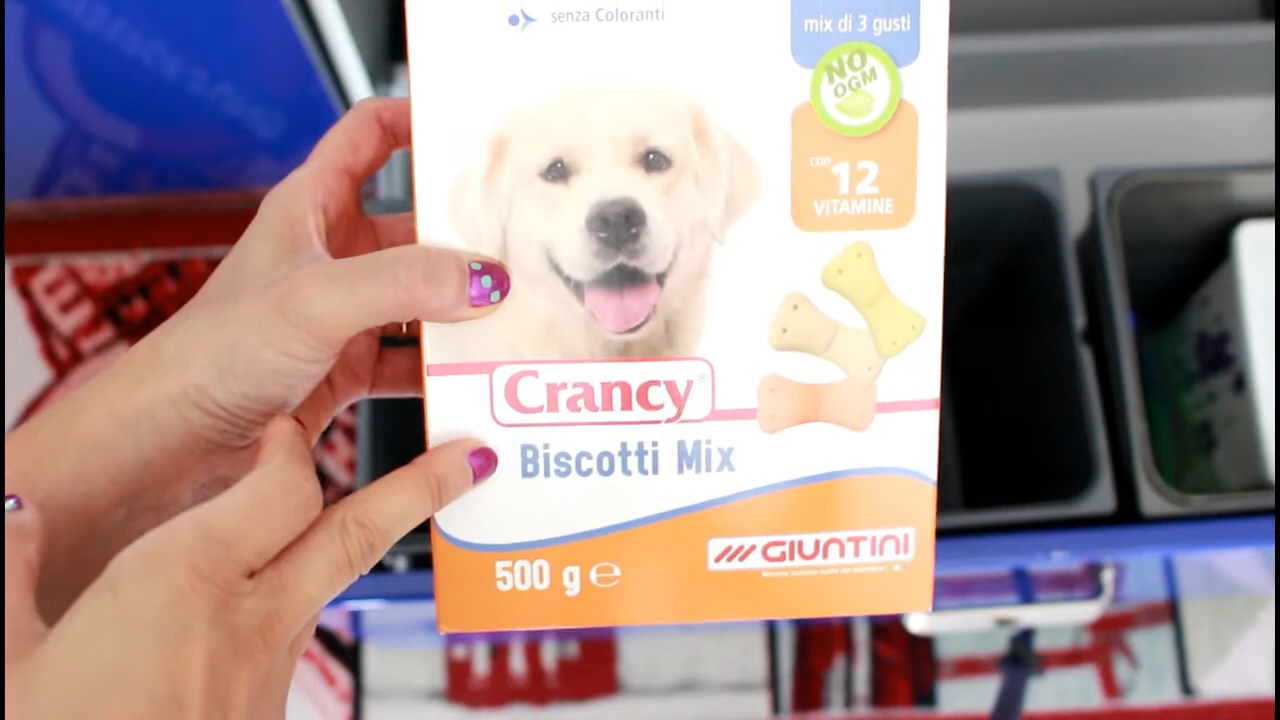 senza Coloranti
mix di 3 gusti
NO
OGM
con 12
VITAMINE
Crancy®
Biscotti Mix
GIUNTINI
500 g ℮